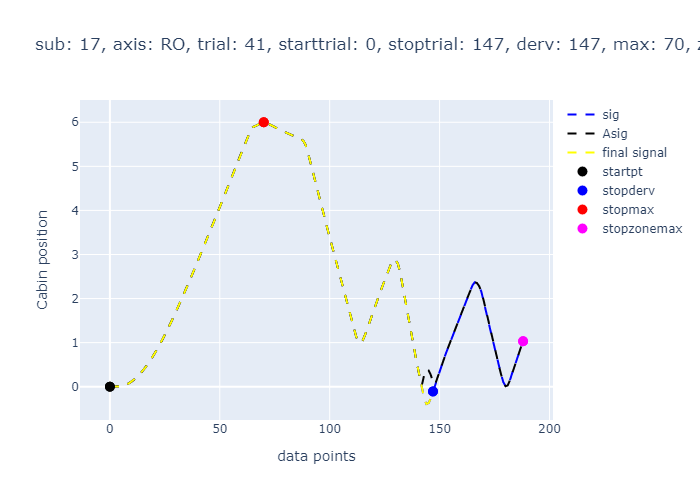 sub: 17, axis: RO, trial: 41, starttrial: 0, stoptrial: 147, derv: 147, max: 70,
sig
Asig
final signal
startpt
stopderv
stopmax
stopzonemax
Cabin position
6
5
4
3
2
1
0
0
50
100
150
200
data points